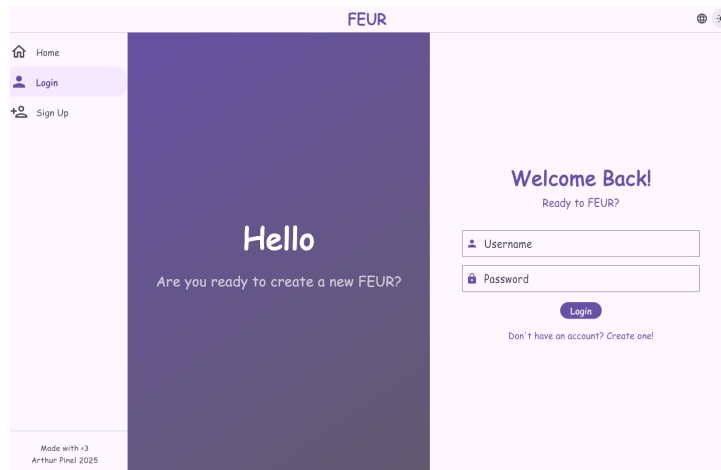 FEUR
Home
Login
Sign Up
Hello
Are you ready to create a new FEUR?
Welcome Back!
Ready to FEUR?
Username
Password
Login
Don't have an account? Create one!
Made with <3
Arthur Pinel 2025